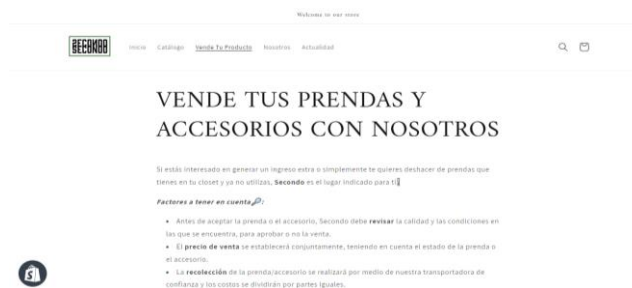 Welcome to our store
SECONDO
Inicio Catálogo Vende Tu Producto Nosotros Actualidad
VENDE TUS PRENDAS Y
ACCESORIOS CON NOSOTROS
Si estás interesado en generar un ingreso extra o simplemente te quieres deshacer de prendas que
tienes en tu closet y ya no utilizas, Secondo es el lugar indicado para ti
Factores a tener en cuenta🔎:
• Antes de aceptar la prenda o el accesorio, Secondo debe revisar la calidad y las condiciones en
las que se encuentra, para aprobar o no la venta.
• El precio de venta se establecerá conjuntamente, teniendo en cuenta el estado de la prenda o
el accesorio.
• La recolección de la prenda/accesorio se realizará por medio de nuestra transportadora de
confianza y los costos se dividirán por partes iguales.